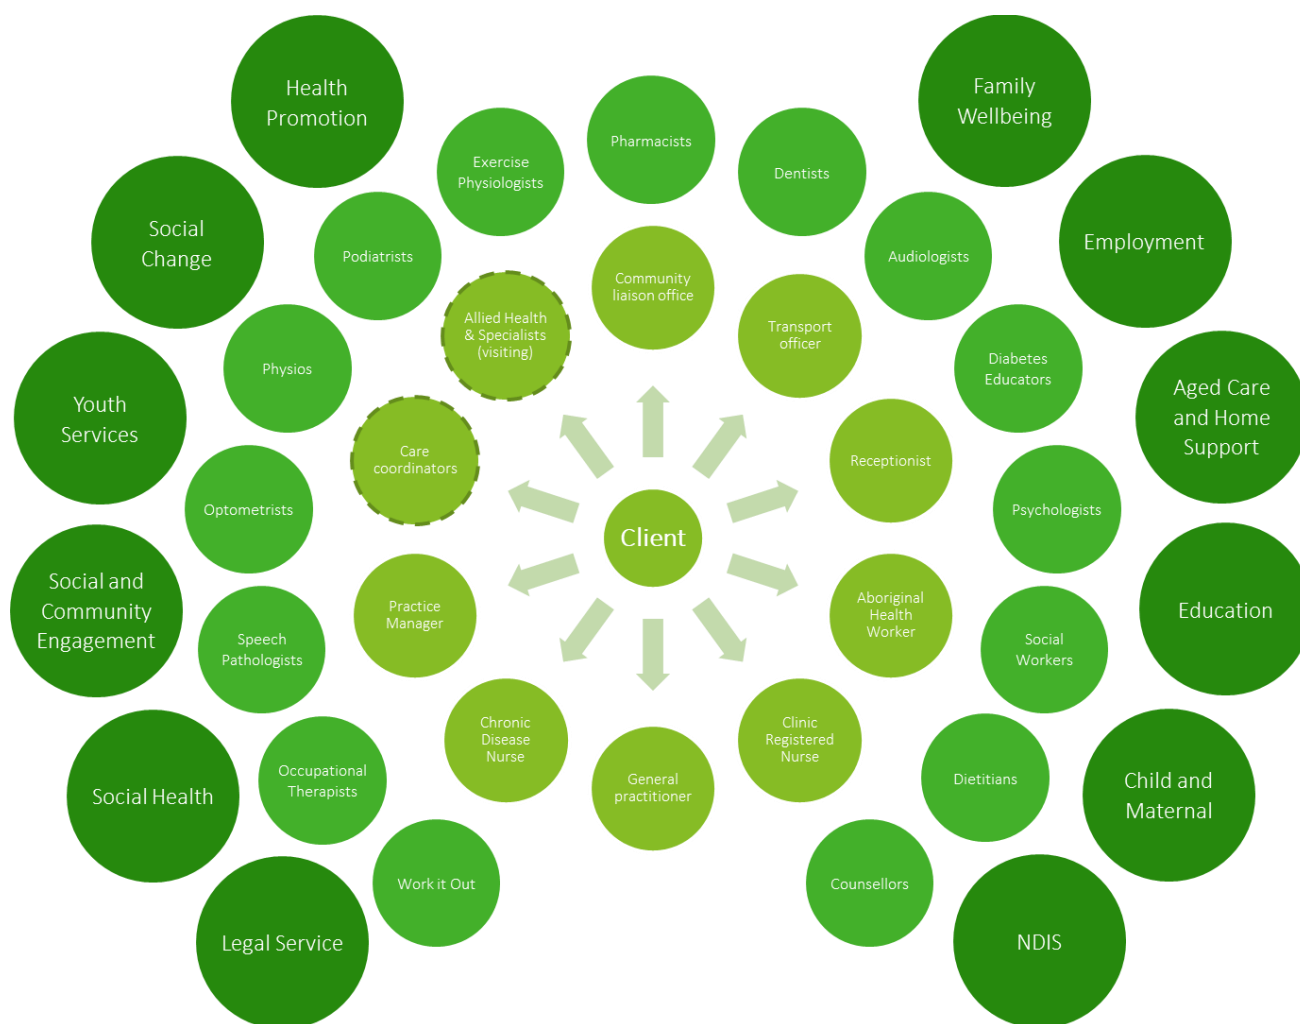 Health
Promotion
Family
Wellbeing
Pharmacists
Exercise
Physiologists
Dentists
Social
Change
Employment
Podiatrists
Audiologists
Community
liaison office
Allied Health
& Specialists
(visiting)
Transport
officer
Physios
Diabetes
Educators
Youth
Services
Aged Care
and Home
Support
Care
coordinators
Receptionist
Optometrists
Psychologists
Client
Social and
Community
Engagement
Education
Practice
Manager
Aboriginal
Health
Worker
Speech
Pathologists
Social
Workers
Chronic
Disease
Nurse
Clinic
Registered
Nurse
General
practitioner
Occupational
Therapists
Dietitians
Social Health
Child and
Maternal
Work it Out
Counsellors
Legal Service
NDIS